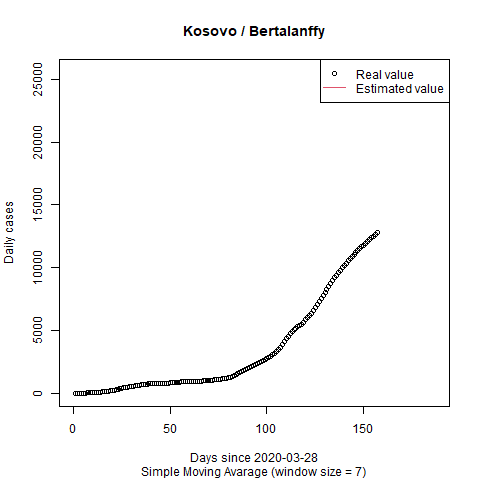 Kosovo / Bertalanffy
Real value
Estimated value
25000
20000
15000
10000
5000
0
Daily cases
0 50 100 150
Days since 2020-03-28
Simple Moving Avarage (window size = 7)